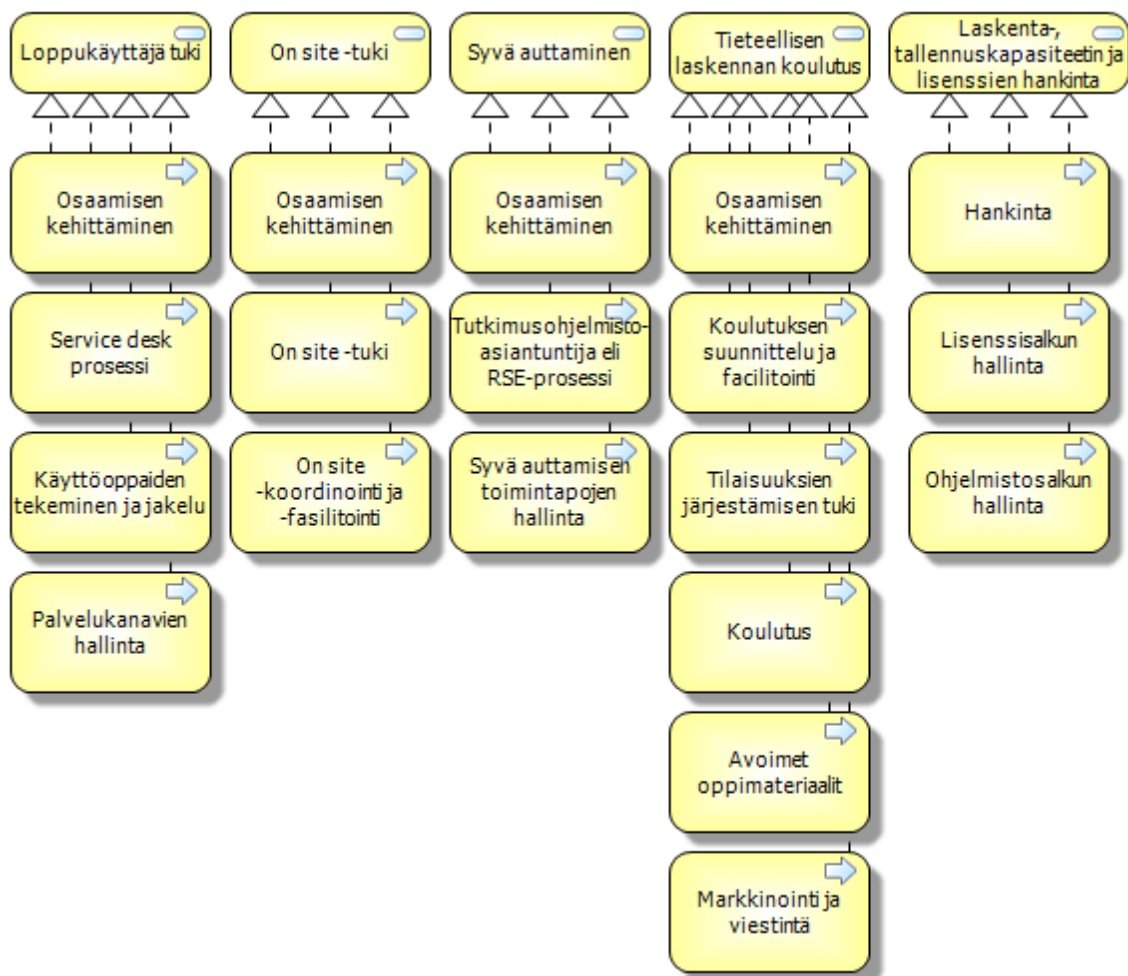 Loppukäyttäjä tuki
Osaamisen
kehittäminen
Service desk
prosessi
Käyttöoppaiden
tekeminen ja jakelu
Palvelukanavien
hallinta
On site -tuki
Osaamisen
kehittäminen
On site -tuki
On site
-koordinointi ja
-fasilitointi
Syvä auttaminen
Osaamisen
kehittäminen
Tutkimusohjelmisto-
asiantuntija eli
RSE-prosessi
Syvä auttamisen
toimintapojen
hallinta
Tieteellisen
laskennan koulutus
Osaamisen
kehittäminen
Koulutuksen
suunnittelu ja
facilitointi
Tilaisuuksien
järjestämisen tuki
Koulutus
Avoimet
oppimateriaalit
Markkinointi ja
viestintä
Laskenta-,
tallennuskapasiteetin ja
lisenssien hankinta
Hankinta
Lisenssisalkun
hallinta
Ohjelmistosalkun
hallinta